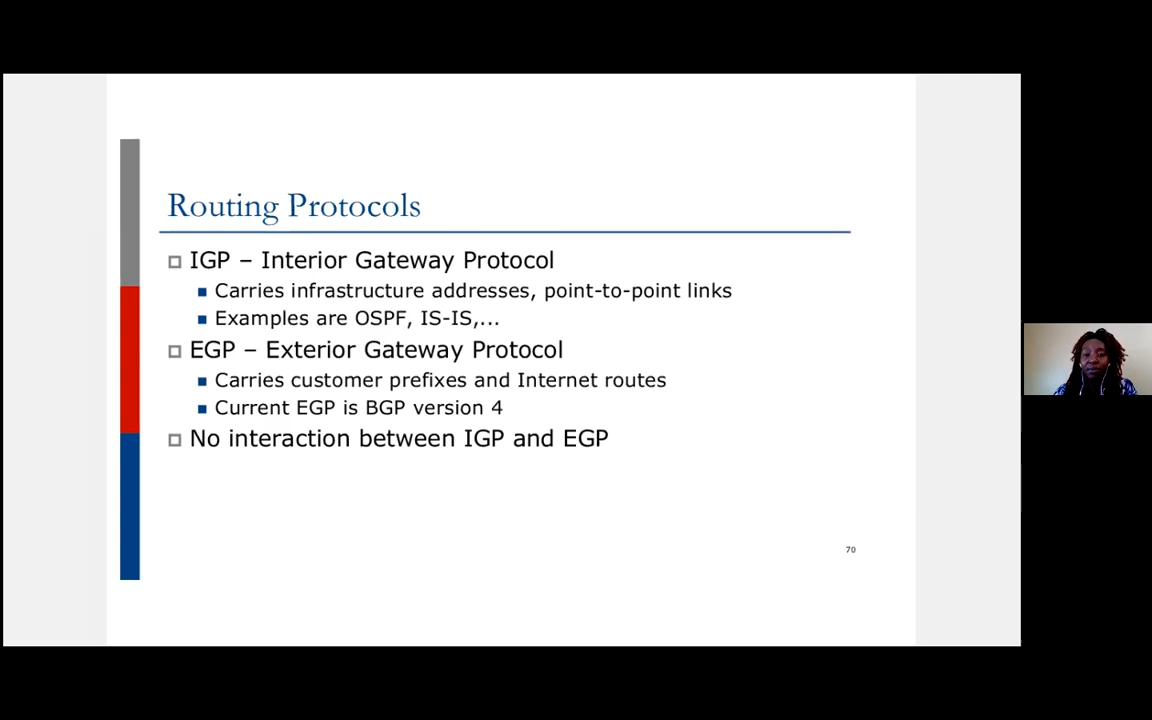 Routing Protocols
IGP – Interior Gateway Protocol
Carries infrastructure addresses, point-to-point links
Examples are OSPF, IS-IS,...
EGP – Exterior Gateway Protocol
Carries customer prefixes and Internet routes
Current EGP is BGP version 4
No interaction between IGP and EGP
70